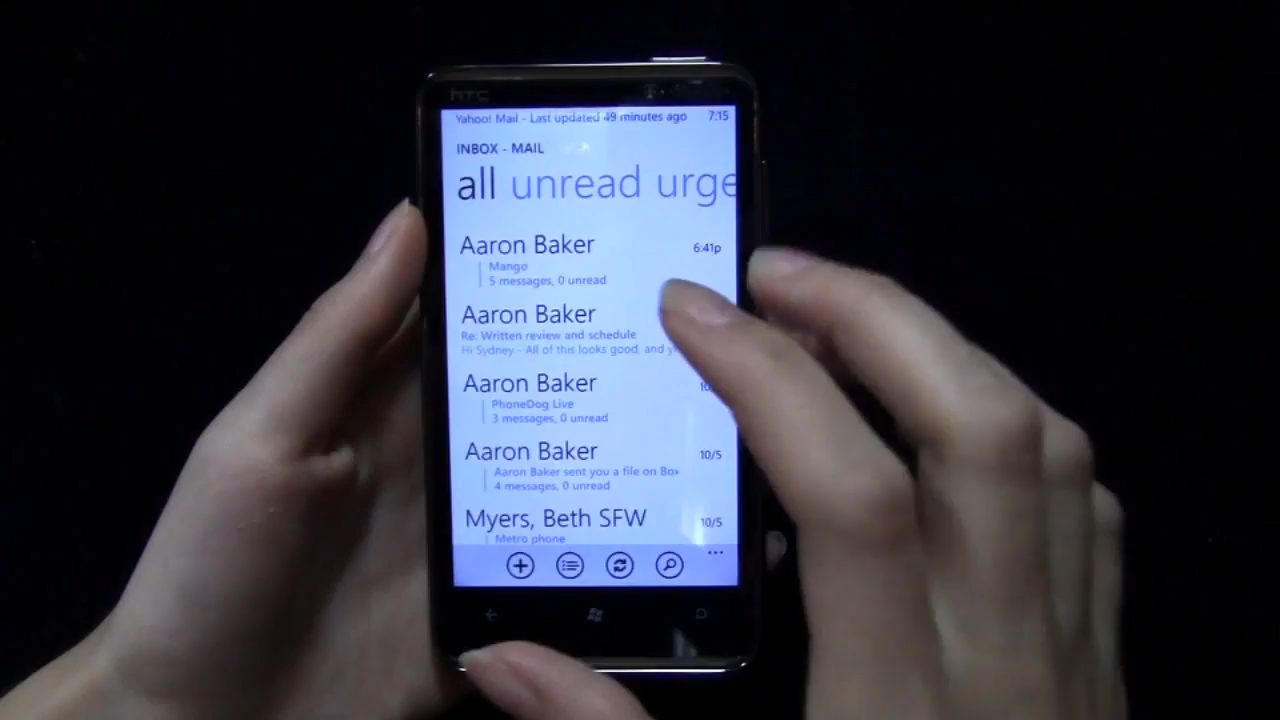 hTC
Yahoo! Mail - Last updated 49 minutes ago 7:15
INBOX - MAIL
all unread urge
Aaron Baker 6:41p
Mango
5 messages, 0 unread
Aaron Baker
Re: Written review and schedule
Hi Sydney - All of this looks good, and
Aaron Baker 10
PhoneDog Live
3 messages, 0 unread
Aaron Baker 10/5
Aaron Baker sent you a file on Box
4 messages, 0 unread
Myers, Beth SFW 10/5
Metro phone